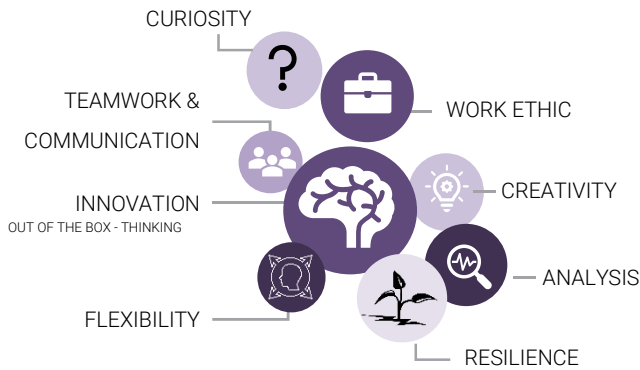 CURIOSITY
?
TEAMWORK &
COMMUNICATION
WORK ETHIC
INNOVATION
OUT OF THE BOX - THINKING
CREATIVITY
ANALYSIS
FLEXIBILITY
RESILIENCE